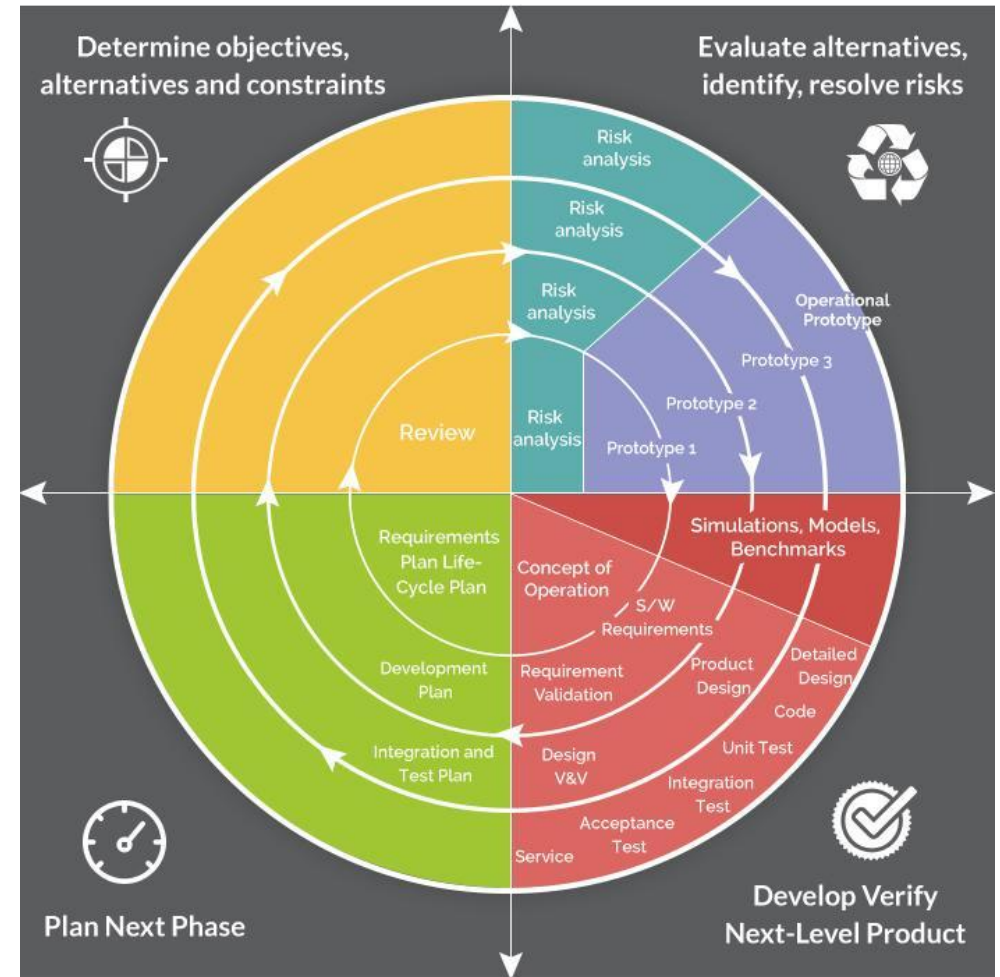 Determine objectives,
alternatives and constraints
Evaluate alternatives,
identify, resolve risks
Risk
analysis
Risk
analysis
Risk
analysis
Risk
analysis
Operational
Prototype
Prototype 3
Prototype 2
Prototype 1
Review
Requirements
Plan Life-
Cycle Plan
Development
Plan
Integration and
Test Plan
Simulations, Models,
Benchmarks
Concept of
Operation
S/W
Requirements
Requirement
Validation
Product
Design
Detailed
Design
Code
Unit Test
Design
V&V
Integration
Test
Acceptance
Test
Service
Plan Next Phase
Develop Verify
Next-Level Product